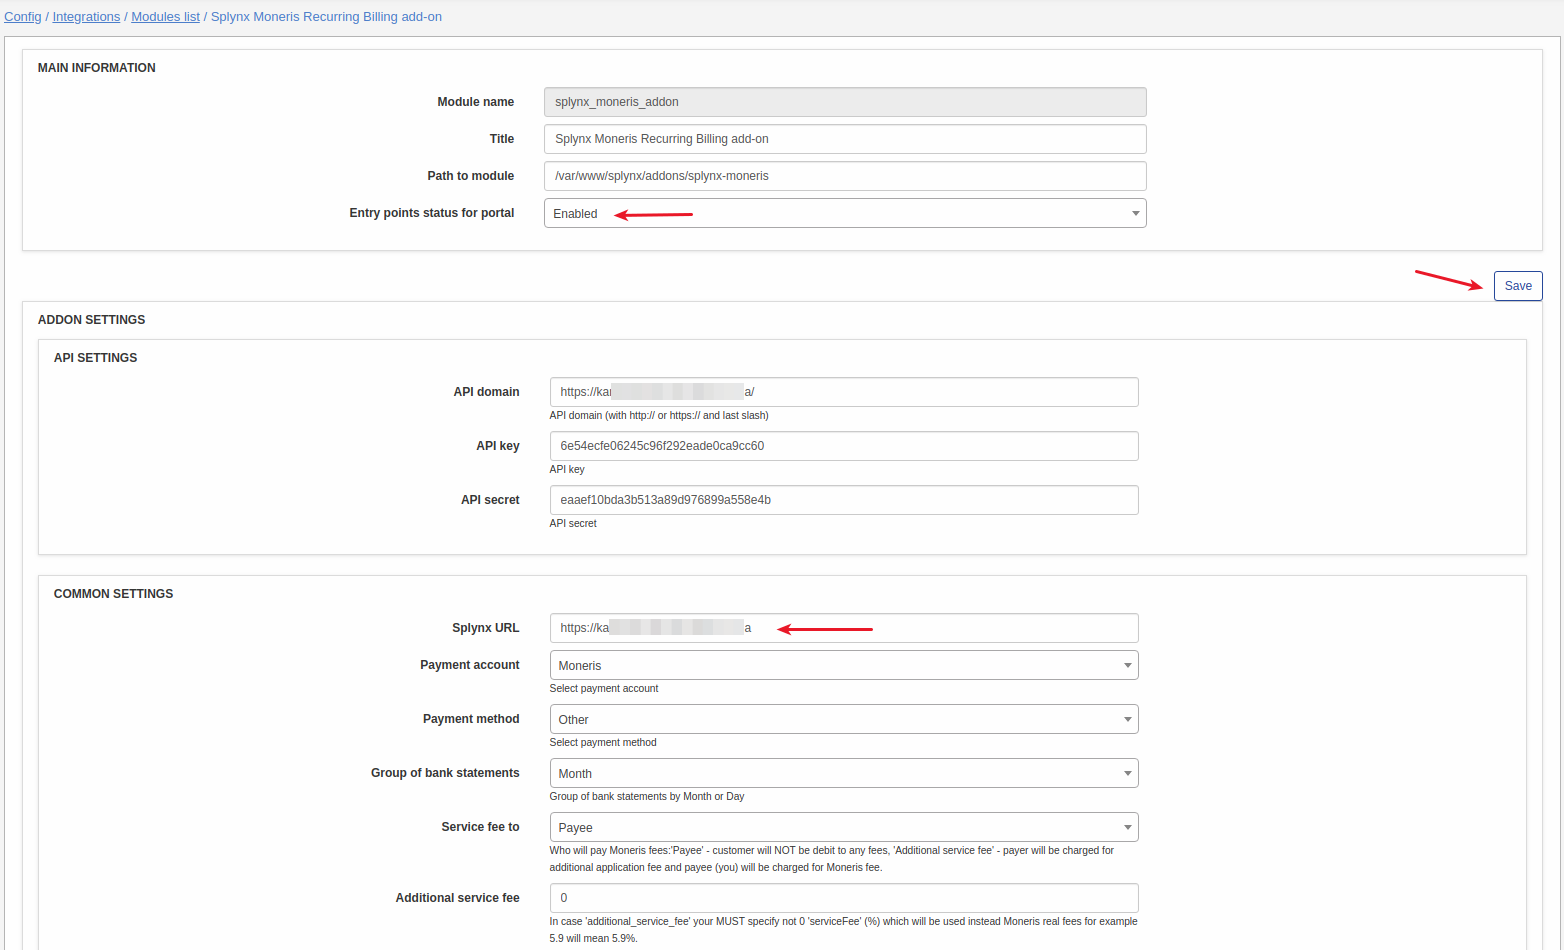 Config / Integrations / Modules list / Splynx Moneris Recurring Billing add-on
MAIN INFORMATION
Module name
splynx_moneris_addon
Title
Splynx Moneris Recurring Billing add-on
Path to module
/var/www/splynx/addons/splynx-moneris
Entry points status for portal
Enabled
Save
ADDON SETTINGS
API SETTINGS
API domain
https://ka a/
API domain (with http:// or https:// and last slash)
API key
6e54ecfe06245c96f292eade0ca9cc60
API key
API secret
eaaef10bda3b513a89d976899a558e4b
API secret
COMMON SETTINGS
Splynx URL
https://ka a
Payment account
Moneris
Select payment account
Payment method
Other
Select payment method
Group of bank statements
Month
Group of bank statements by Month or Day
Service fee to
Payee
Who will pay Moneris fees:'Payee' - customer will NOT be debit to any fees, 'Additional service fee' - payer will be charged for
additional application fee and payee (you) will be charged for Moneris fee.
Additional service fee
0
In case 'additional_service_fee' your MUST specify not 0 'serviceFee' (%) which will be used instead Moneris real fees for example
5.9 will mean 5.9%.